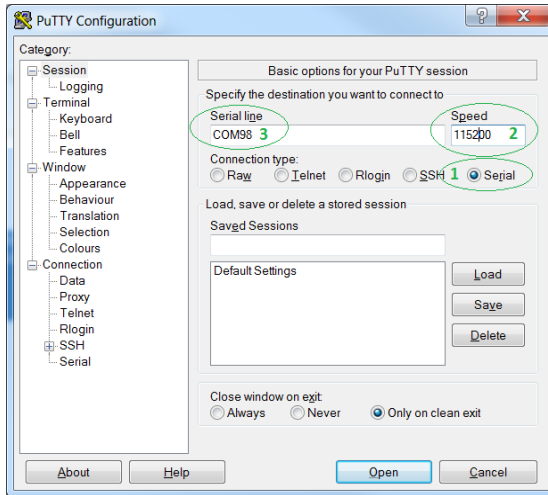 PuTTY Configuration
Category:
Session
Logging
Terminal
Keyboard
Bell
Features
Window
Appearance
Behaviour
Translation
Selection
Colours
Connection
Data
Proxy
Telnet
Rlogin
SSH
Serial
Basic options for your PuTTY session
Specify the destination you want to connect to
Serial line Speed
COM98 3 115200 2
Connection type:
Raw Telnet Rlogin SSH 1 Serial
Load, save or delete a stored session
Saved Sessions
Default Settings
Load
Save
Delete
Close window on exit:
Always Never Only on clean exit
About Help Open Cancel